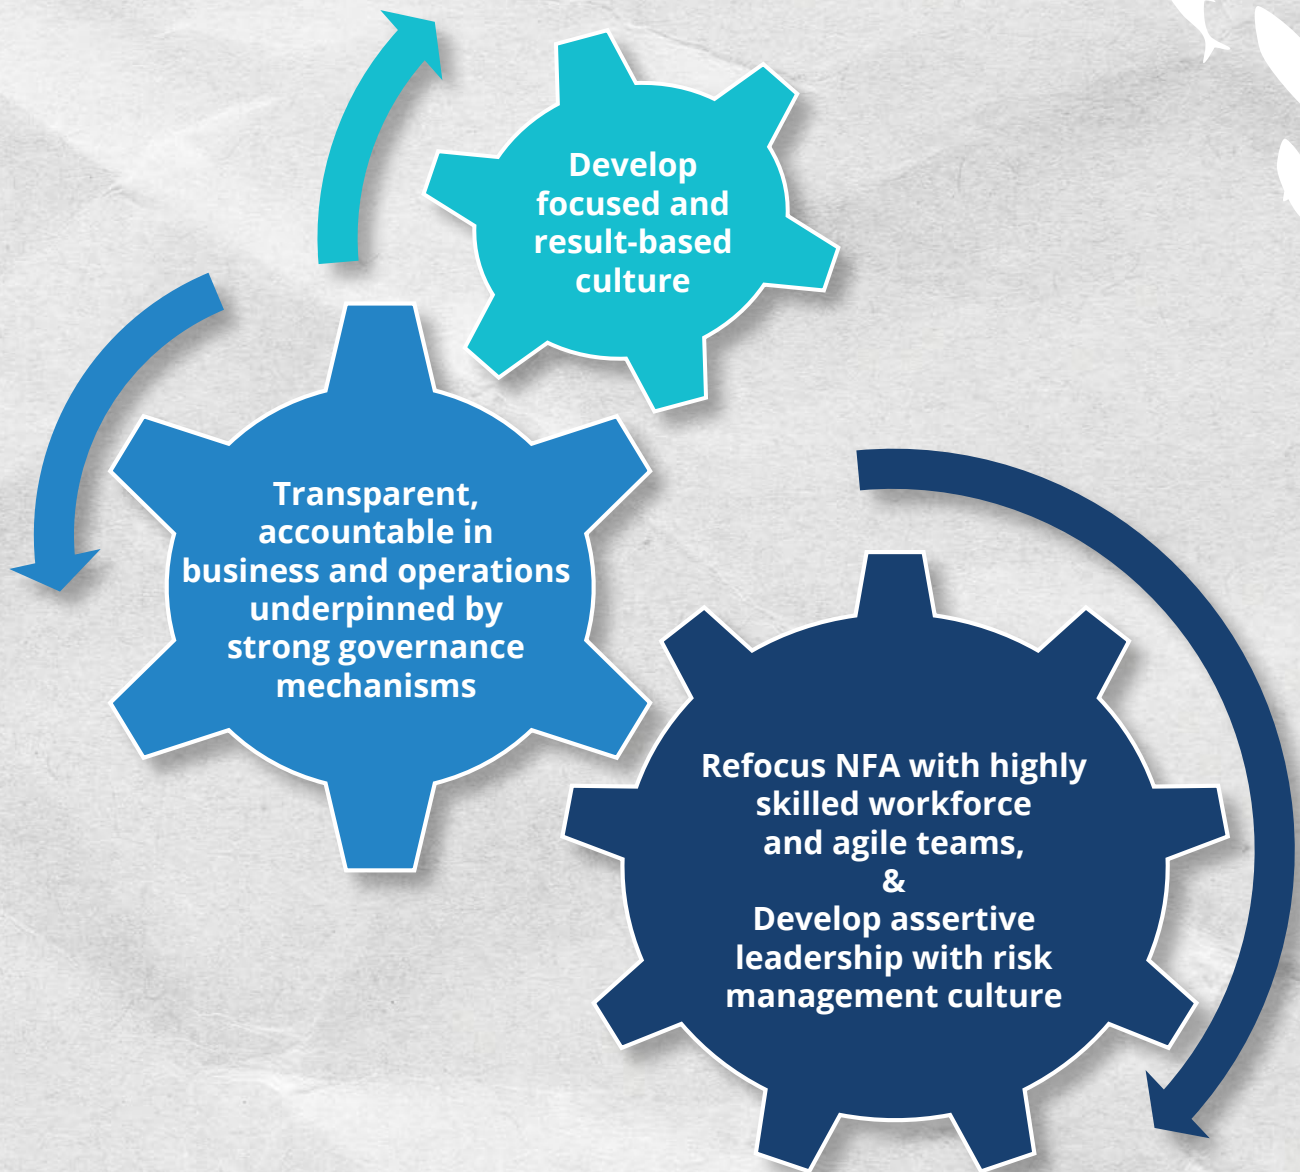 Develop
focused and
result-based
culture
Transparent,
accountable in
business and operations
underpinned by
strong governance
mechanisms
Refocus NFA with highly
skilled workforce
and agile teams,
&
Develop assertive
leadership with risk
management culture